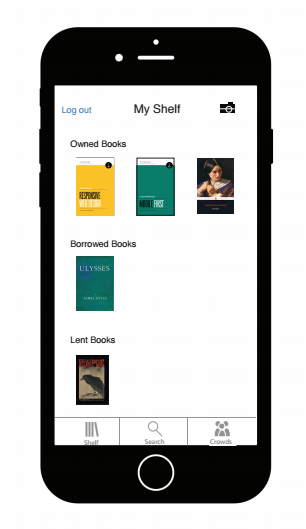 Log out
My Shelf
Owned Books
RESPONSIVE
WEB DESIGN
MOBILE FIRST
Borrowed Books
ULYSSES
JAMES JOYCE
Lent Books
Shelf
Search
Crowds